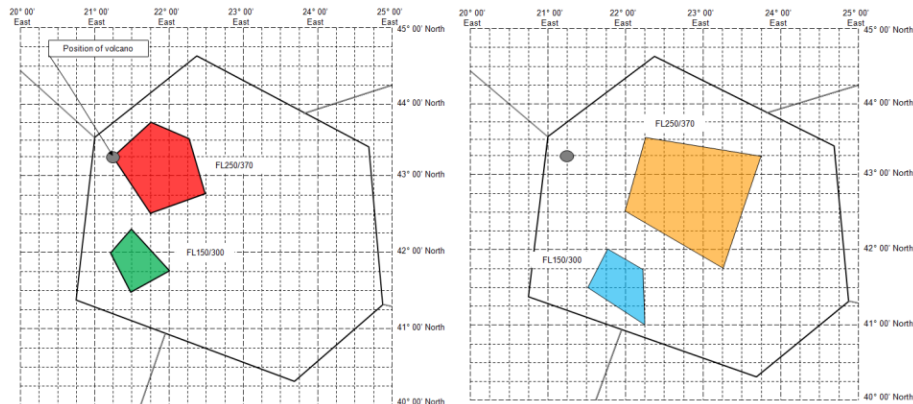 20° 00'
East
21° 00'
East
22° 00'
East
23° 00'
East
24° 00'
East
25° 00'
East
45° 00' North
Position of volcano
44° 00' North
FL250/370
43° 00' North
42° 00' North
FL150/300
41° 00' North
40° 00' North
20° 00'
East
21° 00'
East
22° 00'
East
23° 00'
East
24° 00'
East
25° 00'
East
45° 00' North
44° 00' North
FL250/370
43° 00' North
42° 00' North
FL150/300
41° 00' North
40° 00' North